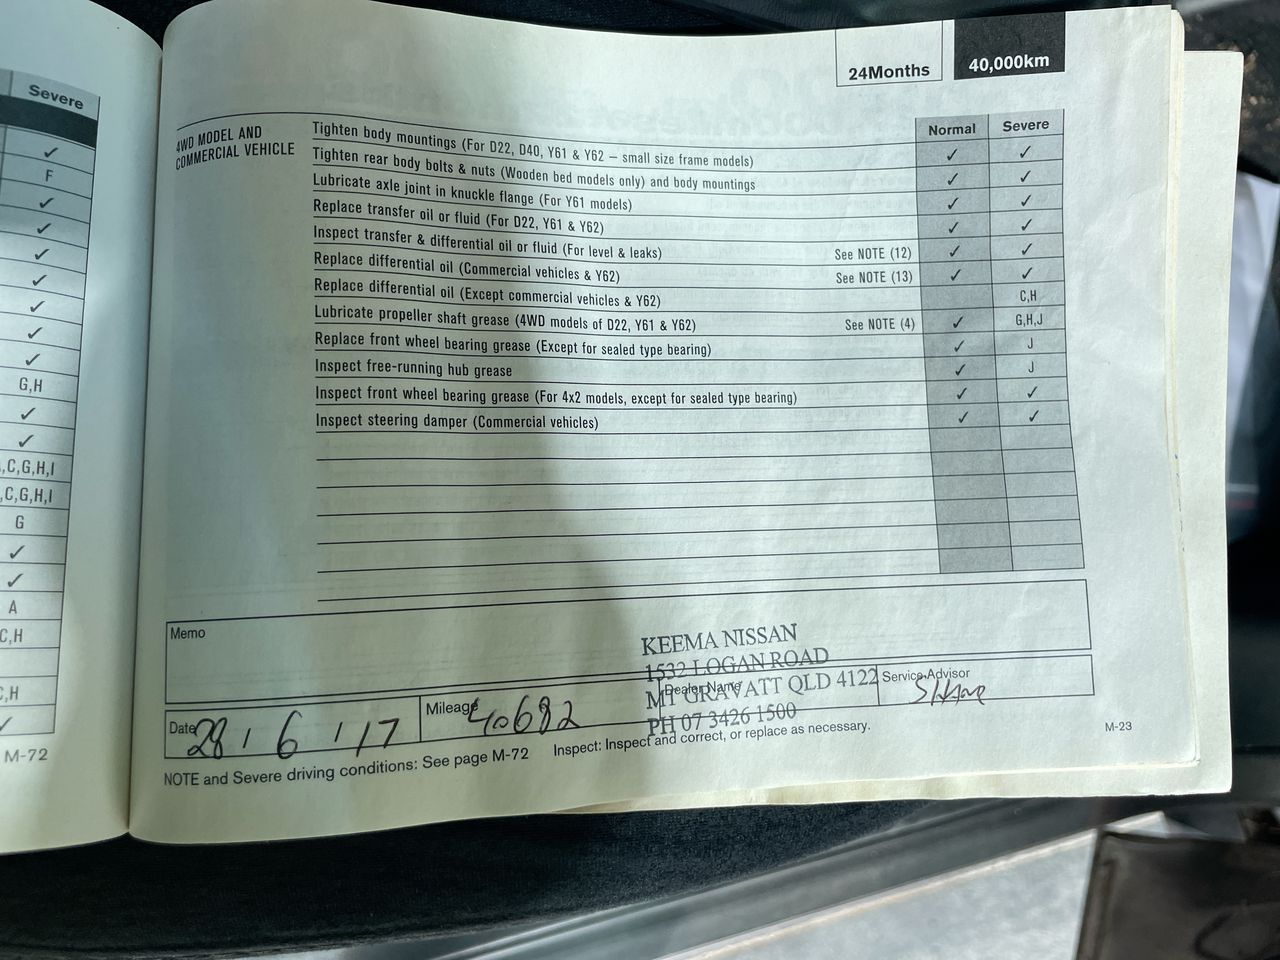 Severe
✓
F
✓
✓
✓
✓
✓
✓
✓
G,H
✓
✓
,C,G,H,I
,C,G,H,I
G
✓
✓
A
C,H
C,H
✓
M-72
24Months 40,000km
Normal Severe
4WD MODEL AND
COMMERCIAL VEHICLE
Tighten body mountings (For D22, D40, Y61 & Y62 – small size frame models) ✓ ✓
Tighten rear body bolts & nuts (Wooden bed models only) and body mountings ✓ ✓
Lubricate axle joint in knuckle flange (For Y61 models) ✓ ✓
Replace transfer oil or fluid (For D22, Y61 & Y62) ✓ ✓
Inspect transfer & differential oil or fluid (For level & leaks) See NOTE (12) ✓ ✓
Replace differential oil (Commercial vehicles & Y62) See NOTE (13) ✓ ✓
Replace differential oil (Except commercial vehicles & Y62) C,H
Lubricate propeller shaft grease (4WD models of D22, Y61 & Y62) See NOTE (4) ✓ G,H,J
Replace front wheel bearing grease (Except for sealed type bearing) ✓ J
Inspect free-running hub grease ✓ J
Inspect front wheel bearing grease (For 4x2 models, except for sealed type bearing) ✓ ✓
Inspect steering damper (Commercial vehicles) ✓ ✓
Memo
KEEMA NISSAN
1532 LOGAN ROAD
MT GRAVATT QLD 4122
PH 07 3426 1500
Date 28 / 6 / 17
Mileage 40682
Dealer Name
Service Advisor
NOTE and Severe driving conditions: See page M-72 Inspect: Inspect and correct, or replace as necessary.
M-23